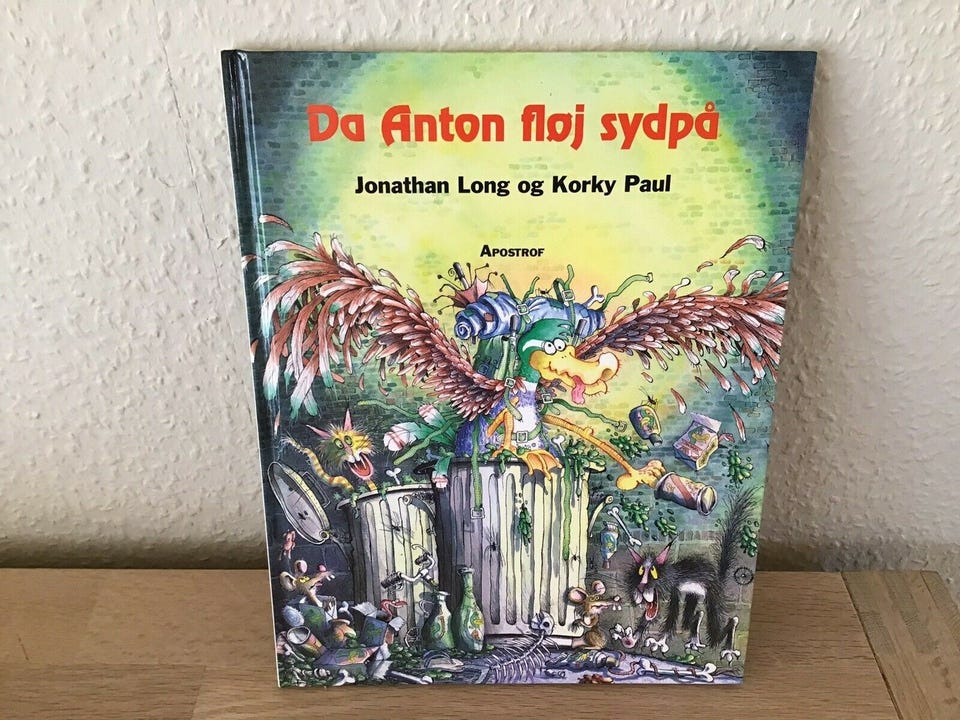 Da Anton fløj sydpå
Jonathan Long og Korky Paul
APOSTROF